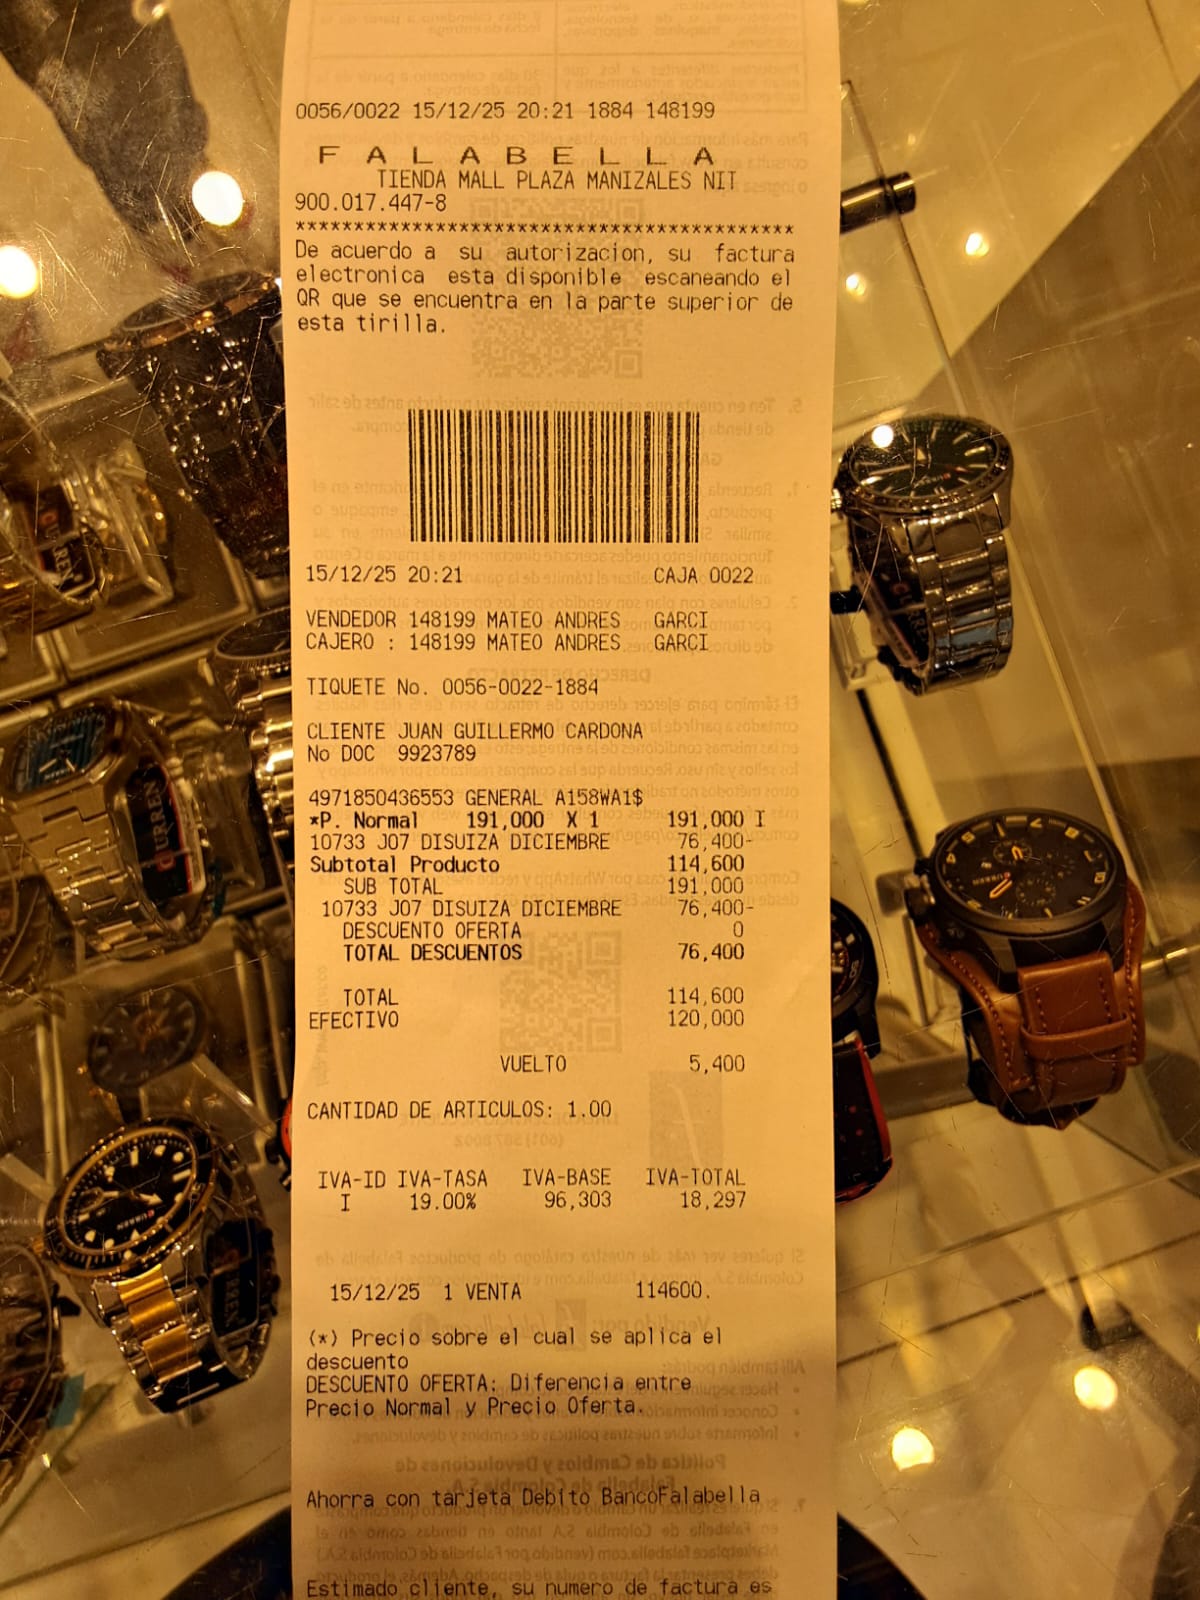 0056/0022 15/12/25 20:21 1884 148199
F A L A B E L L A
TIENDA MALL PLAZA MANIZALES NIT
900.017.447-8
*******************************************
De acuerdo a su autorizacion, su factura
electronica esta disponible escaneando el
QR que se encuentra en la parte superior de
esta tirilla.
15/12/25 20:21 CAJA 0022
VENDEDOR 148199 MATEO ANDRES GARCI
CAJERO : 148199 MATEO ANDRES GARCI
TIQUETE No. 0056-0022-1884
CLIENTE JUAN GUILLERMO CARDONA
No DOC 9923789
4971850436553 GENERAL A158WA1$
*P. Normal 191,000 X 1 191,000 I
10733 J07 DISUIZA DICIEMBRE 76,400-
Subtotal Producto 114,600
SUB TOTAL 191,000
10733 J07 DISUIZA DICIEMBRE 76,400-
DESCUENTO OFERTA 0
TOTAL DESCUENTOS 76,400
TOTAL 114,600
EFECTIVO 120,000
VUELTO 5,400
CANTIDAD DE ARTICULOS: 1.00
IVA-ID IVA-TASA IVA-BASE IVA-TOTAL
I 19.00% 96,303 18,297
15/12/25 1 VENTA 114600.
(*) Precio sobre el cual se aplica el
descuento
DESCUENTO OFERTA: Diferencia entre
Precio Normal y Precio Oferta.
Ahorra con tarjeta Debito BancoFalabella
Estimado cliente, su numero de factura es
CURREN
CURREN
CURREN
CURREN